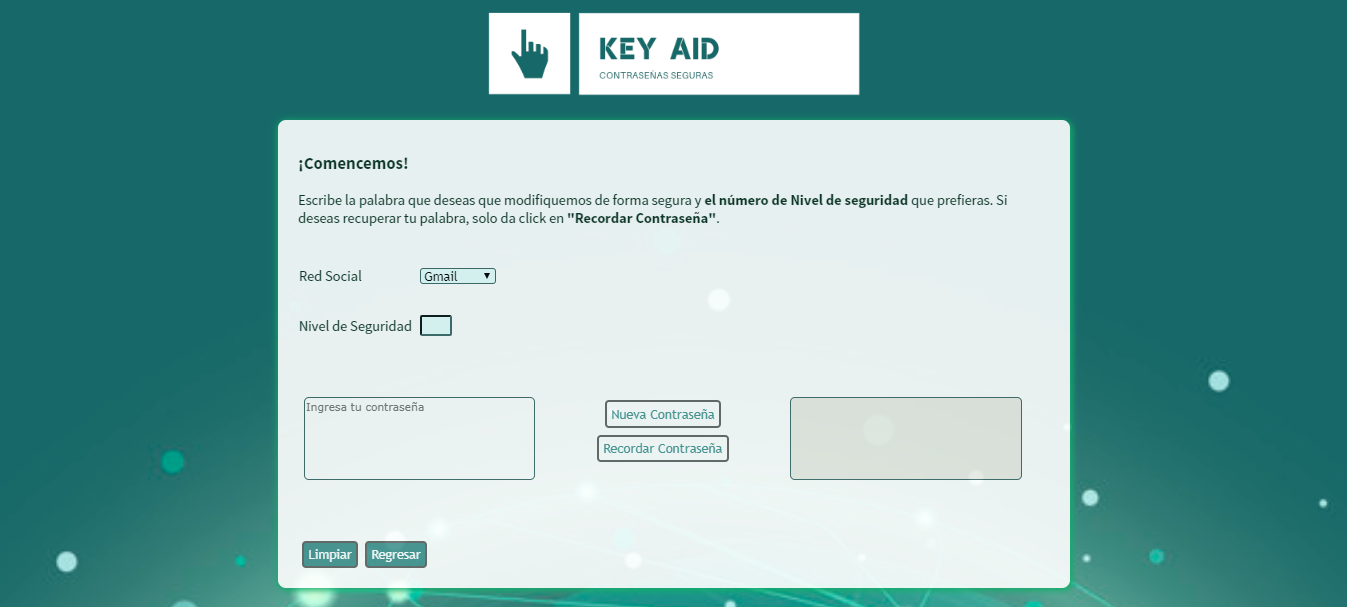 KEY AID
CONTRASEÑAS SEGURAS
¡Comencemos!
Escribe la palabra que deseas que modifiquemos de forma segura y el número de Nivel de seguridad que prefieras. Si
deseas recuperar tu palabra, solo da click en "Recordar Contraseña".
Red Social Gmail
Nivel de Seguridad
Ingresa tu contraseña
Nueva Contraseña
Recordar Contraseña
Limpiar Regresar